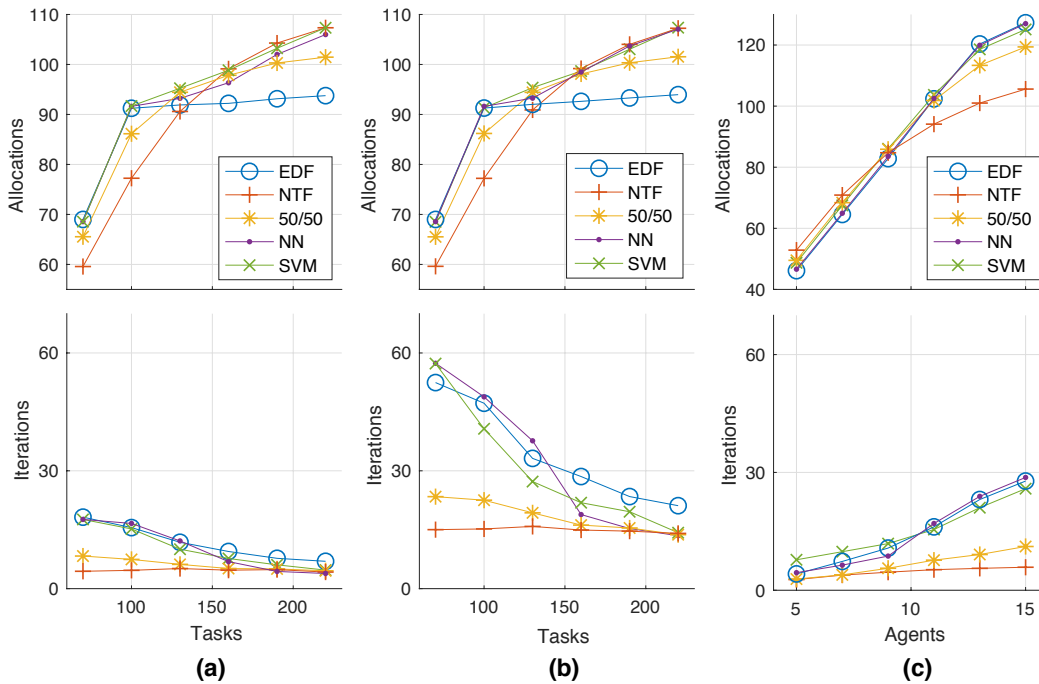 110
100
90
80
70
60
Allocations
EDF
NTF
50/50
NN
SVM
110
100
90
80
70
60
Allocations
EDF
NTF
50/50
NN
SVM
120
100
80
60
40
Allocations
EDF
NTF
50/50
NN
SVM
60
30
0
Iterations
100
150
200
Tasks
(a)
60
30
0
Iterations
100
150
200
Tasks
(b)
60
30
0
Iterations
5
10
15
Agents
(c)